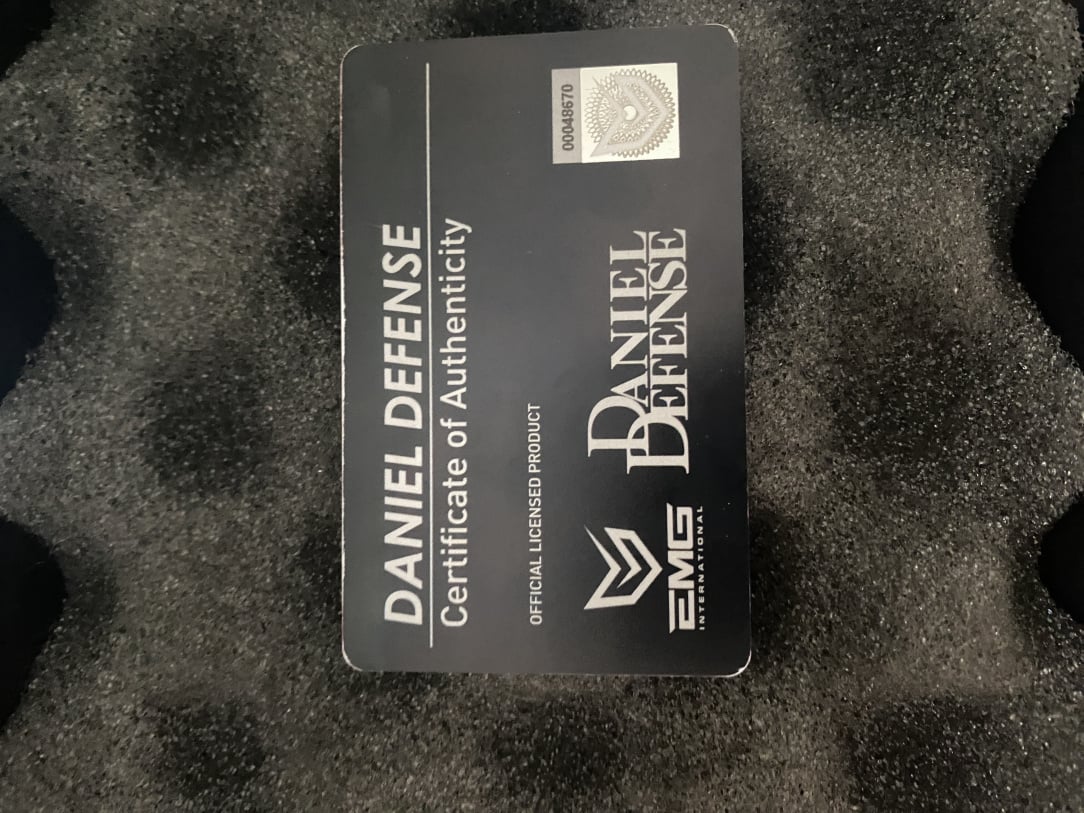 DANIEL DEFENSE
Certificate of Authenticity
OFFICIAL LICENSED PRODUCT
EMG
INTERNATIONAL
DANIEL
DEFENSE
00048670